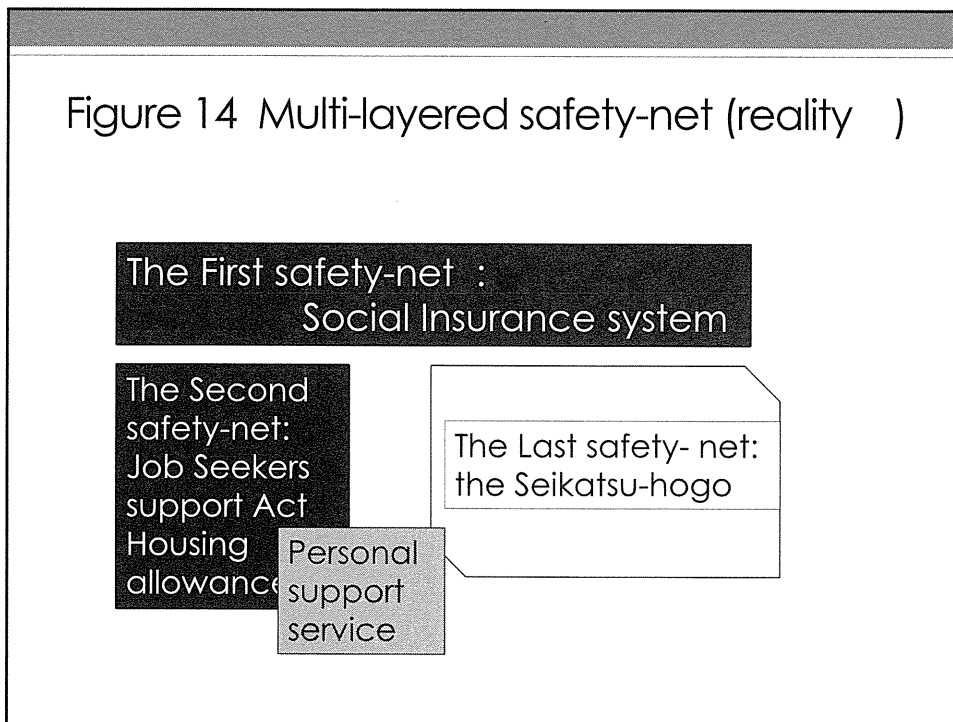 Figure 14 Multi-layered safety-net (reality )
The First safety-net :
Social Insurance system
The Second
safety-net:
Job Seekers
support Act
Housing
allowance
Personal
support
service
The Last safety- net:
the Seikatsu-hogo